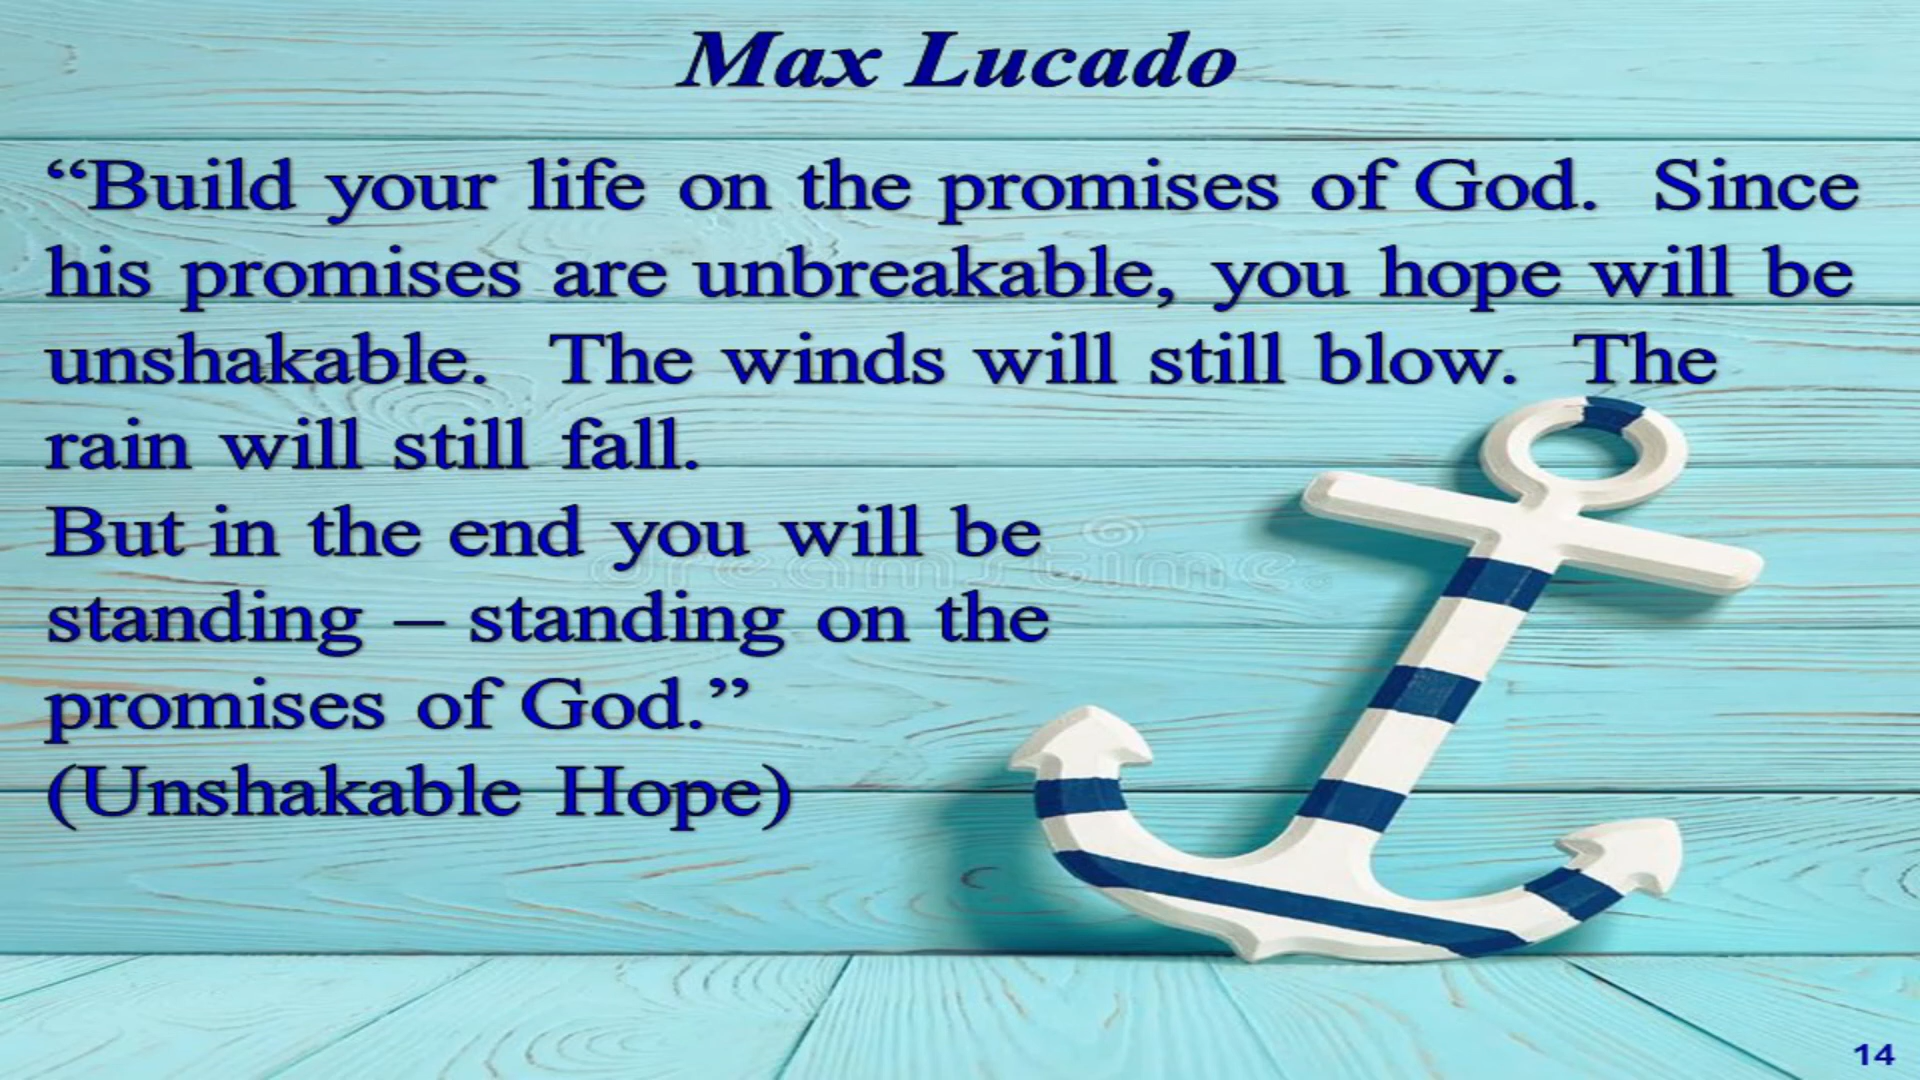 Max Lucado
“Build your life on the promises of God.  Since
his promises are unbreakable, you hope will be
unshakable.  The winds will still blow.  The
rain will still fall.
But in the end you will be
standing – standing on the
promises of God.”
(Unshakable Hope)
dreamstime
14